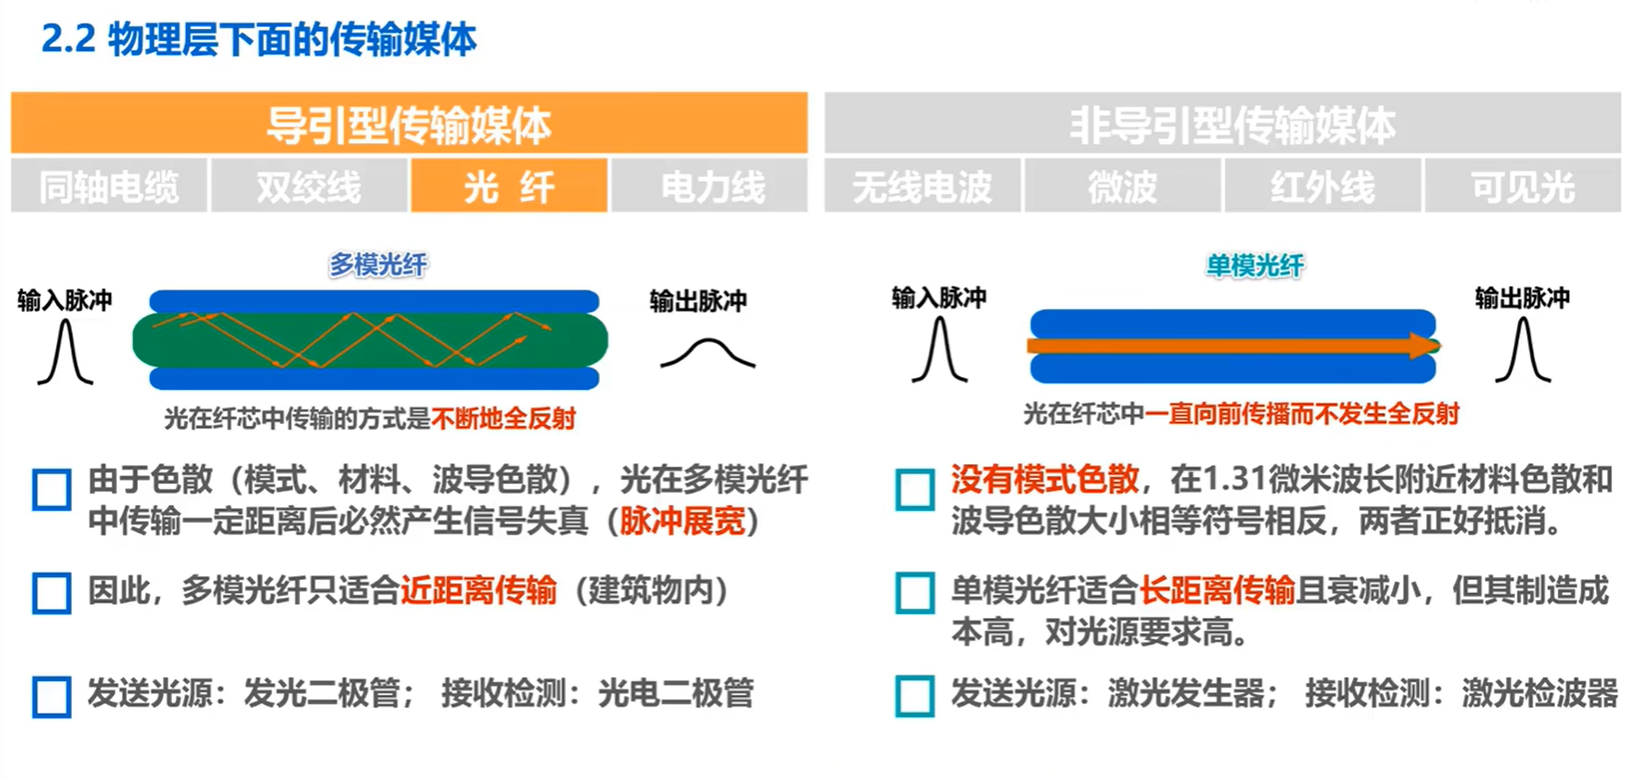 2.2 物理层下面的传输媒体
导引型传输媒体
非导引型传输媒体
同轴电缆
双绞线
光 纤
电力线
无线电波
微波
红外线
可见光
多模光纤
输入脉冲
输出脉冲
光在纤芯中传输的方式是不断地全反射
由于色散（模式、材料、波导色散），光在多模光纤
中传输一定距离后必然产生信号失真（脉冲展宽）
因此，多模光纤只适合近距离传输（建筑物内）
发送光源：发光二极管； 接收检测：光电二极管
单模光纤
输入脉冲
输出脉冲
光在纤芯中一直向前传播而不发生全反射
没有模式色散，在1.31微米波长附近材料色散和
波导色散大小相等符号相反，两者正好抵消。
单模光纤适合长距离传输且衰减小，但其制造成
本高，对光源要求高。
发送光源：激光发生器； 接收检测：激光检波器